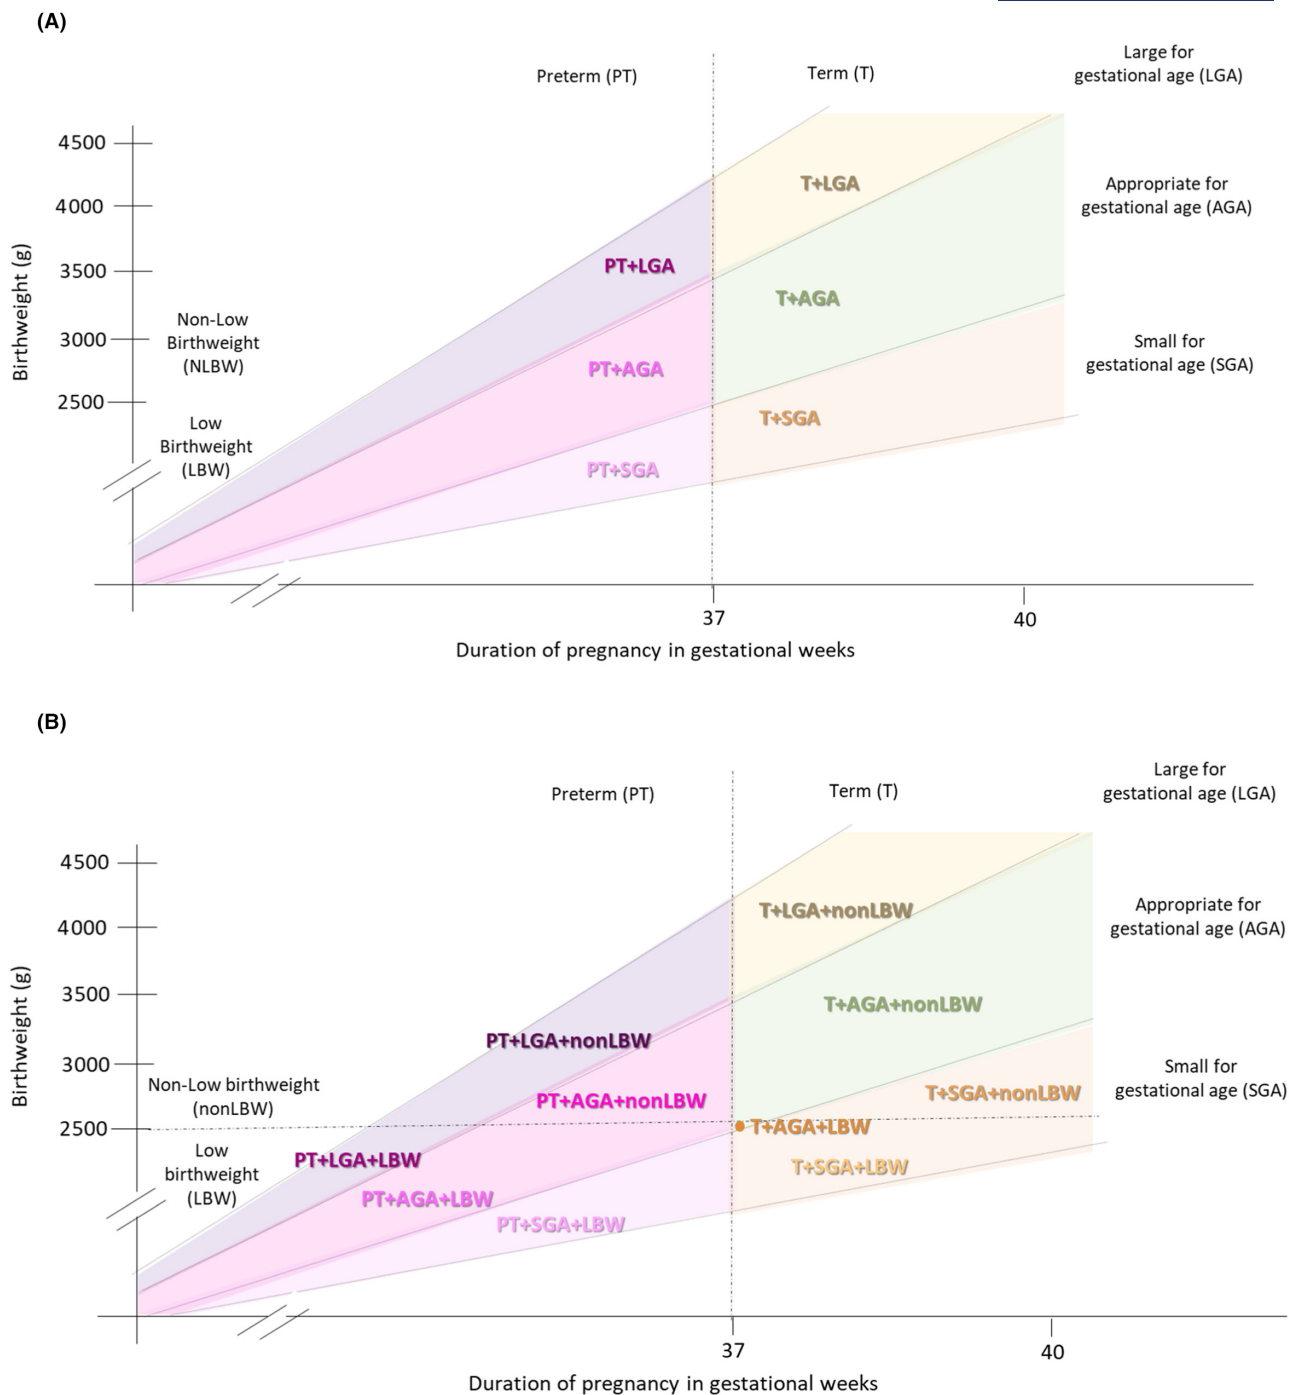 (A)
Preterm (PT)
Term (T)
Large for
gestational age (LGA)
4500
4000
3500
3000
2500
Birthweight (g)
Appropriate for
gestational age (AGA)
T+LGA
PT+LGA
T+AGA
Non-Low
Birthweight
(NLBW)
PT+AGA
Small for
gestational age (SGA)
Low
Birthweight
(LBW)
T+SGA
PT+SGA
37
40
Duration of pregnancy in gestational weeks
(B)
Preterm (PT)
Term (T)
Large for
gestational age (LGA)
4500
4000
3500
3000
2500
Birthweight (g)
T+LGA+nonLBW
Appropriate for
gestational age (AGA)
T+AGA+nonLBW
PT+LGA+nonLBW
Non-Low birthweight
(nonLBW)
PT+AGA+nonLBW
T+SGA+nonLBW
Small for
gestational age (SGA)
T+AGA+LBW
Low
birthweight
(LBW)
PT+LGA+LBW
T+SGA+LBW
PT+AGA+LBW
PT+SGA+LBW
37
40
Duration of pregnancy in gestational weeks